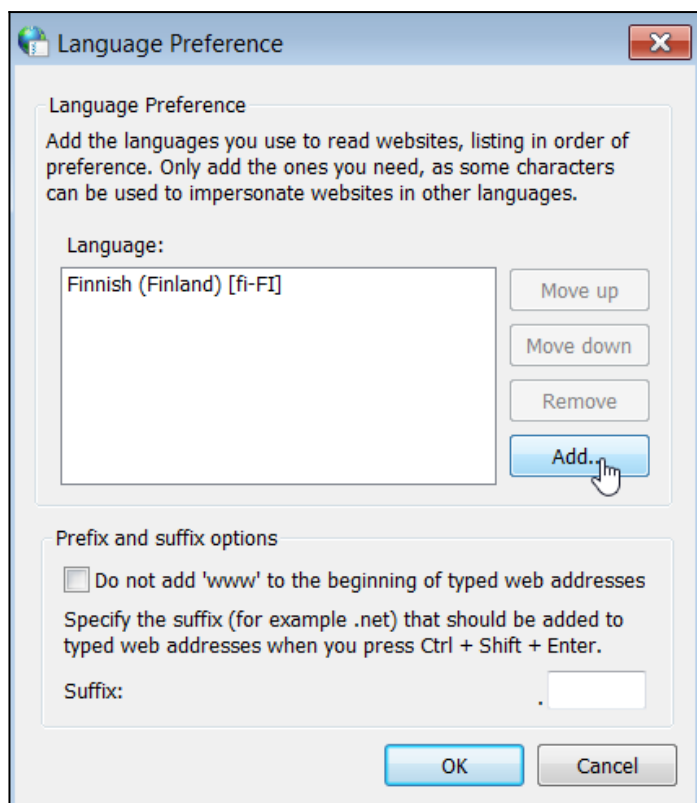 Language Preference
Language Preference
Add the languages you use to read websites, listing in order of
preference. Only add the ones you need, as some characters
can be used to impersonate websites in other languages.
Language:
Finnish (Finland) [fi-FI]
Move up
Move down
Remove
Add...
Prefix and suffix options
Do not add 'www' to the beginning of typed web addresses
Specify the suffix (for example .net) that should be added to
typed web addresses when you press Ctrl + Shift + Enter.
Suffix:
.
OK
Cancel